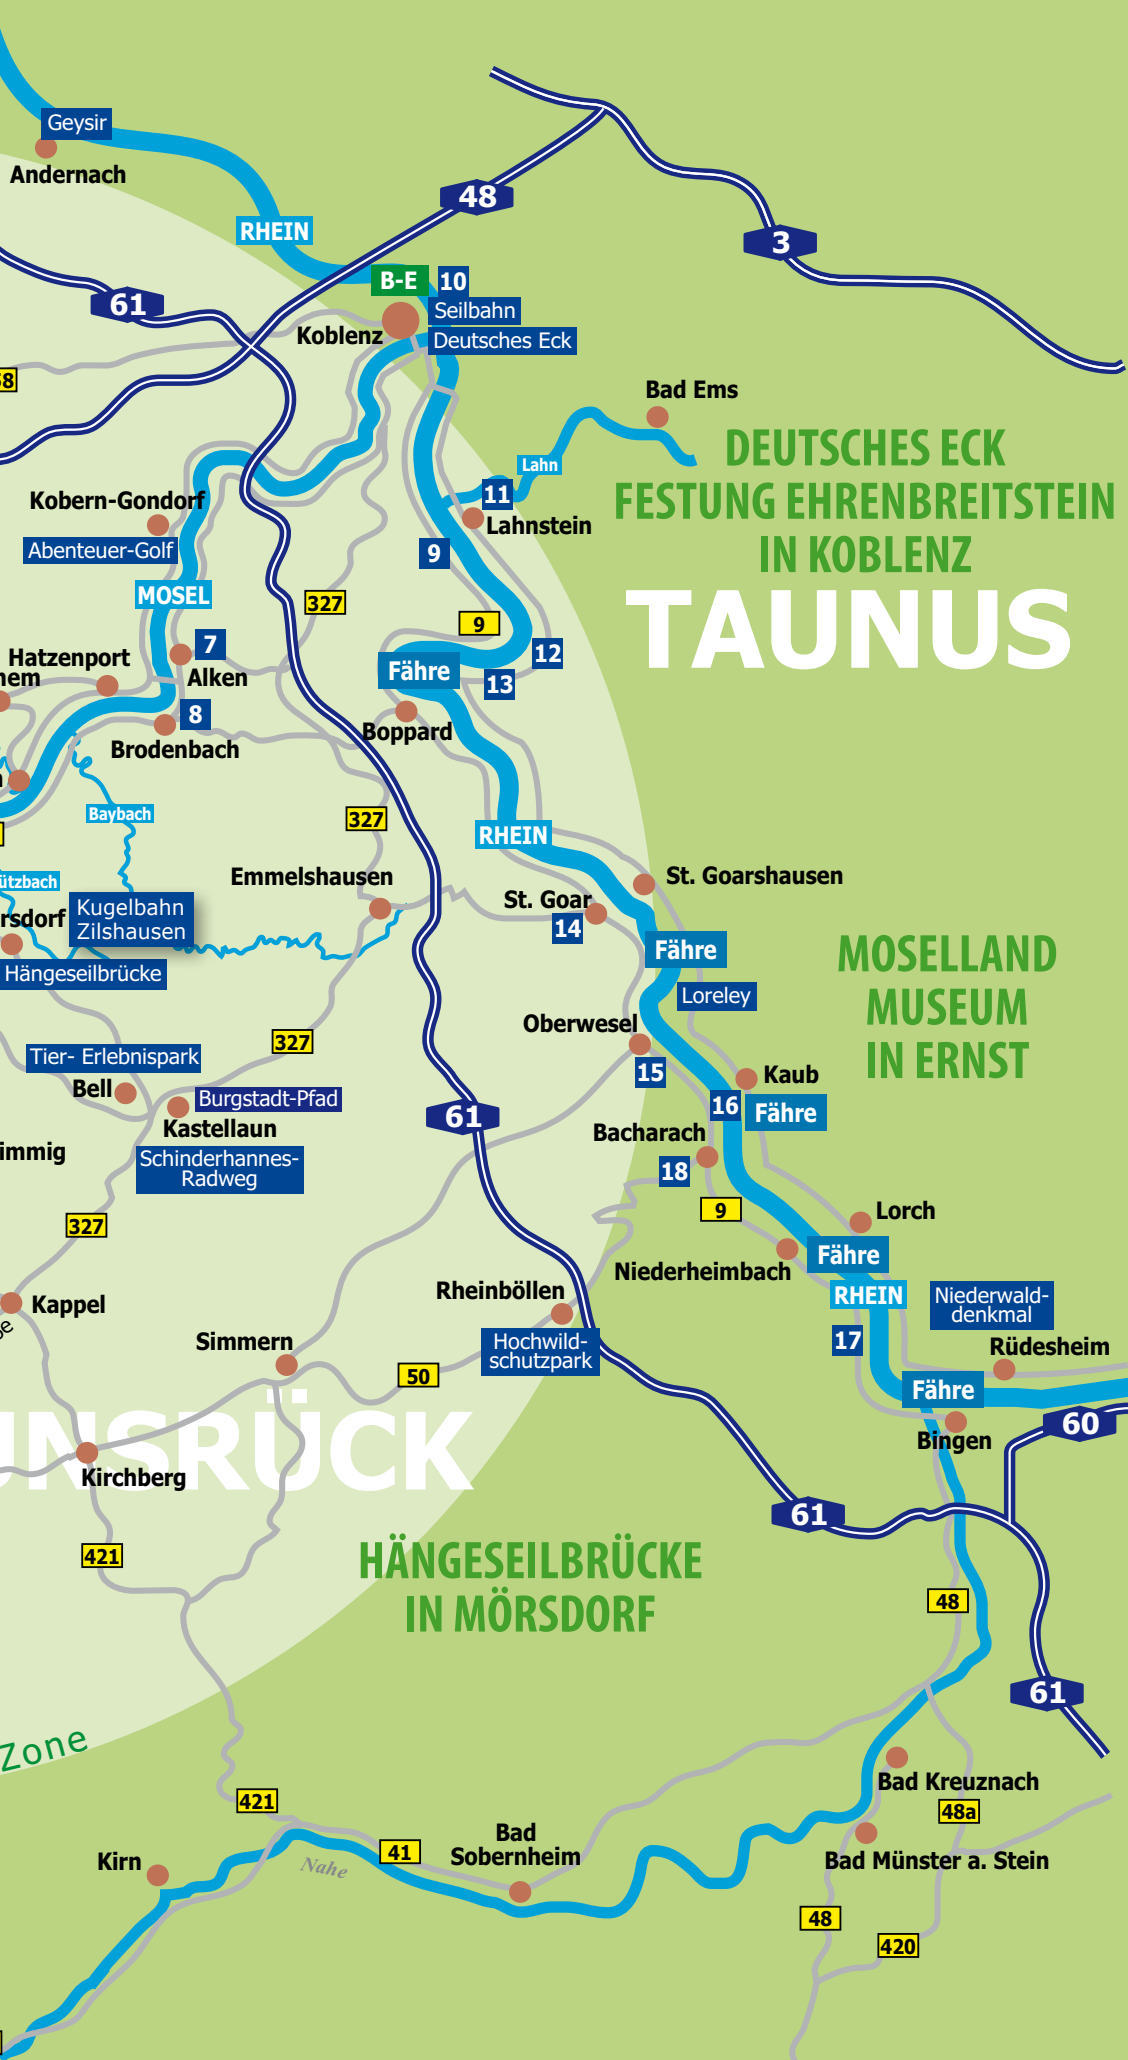 Geysir
Andernach
48
3
RHEIN
B-E
10
61
Seilbahn
Koblenz
Deutsches Eck
Bad Ems
DEUTSCHES ECK
FESTUNG EHRENBREITSTEIN
IN KOBLENZ
TAUNUS
Lahn
11
Lahnstein
Kobern-Gondorf
Abenteuer-Golf
9
MOSEL
327
9
7
12
Hatzenport
Alken
Fähre
13
8
Boppard
Brodenbach
Baybach
327
RHEIN
Emmelshausen
St. Goarshausen
St. Goar
14
Kugelbahn
Zilshausen
Fähre
MOSELLAND
MUSEUM
IN ERNST
Hängeseilbrücke
Loreley
Oberwesel
327
Tier- Erlebnispark
15
Bell
Kaub
Burgstadt-Pfad
16
Fähre
61
Kastellaun
Bacharach
Schinderhannes-
Radweg
18
327
9
Lorch
Fähre
Niederheimbach
Rheinböllen
RHEIN
Niederwald-
denkmal
Kappel
Simmern
Hochwild-
schutzpark
17
Rüdesheim
50
Fähre
60
Bingen
UNSRÜCK
Kirchberg
61
421
HÄNGESEILBRÜCKE
IN MÖRSDORF
48
61
Zone
Bad Kreuznach
421
48a
41
Bad
Sobernheim
Kirn
Nahe
Bad Münster a. Stein
48
420